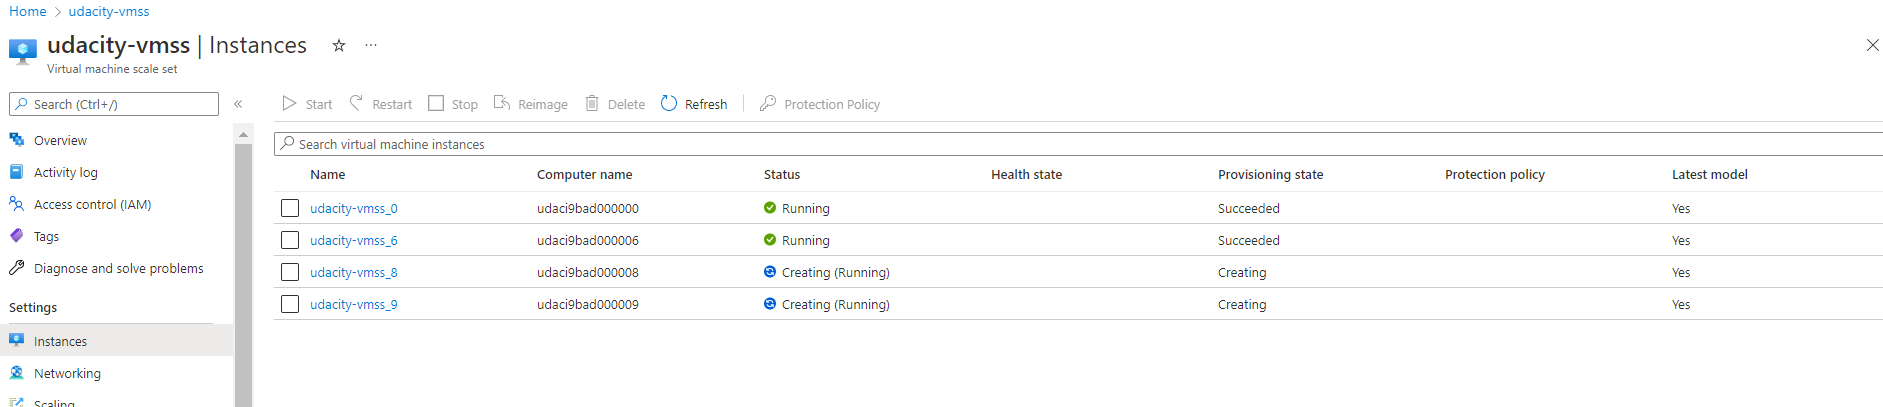 Home > udacity-vmss
udacity-vmss | Instances
Virtual machine scale set
Search (Ctrl+/)
Start Restart Stop Reimage Delete Refresh Protection Policy
Overview
Activity log
Access control (IAM)
Tags
Diagnose and solve problems
Settings
Instances
Networking
Scaling
Search virtual machine instances
Name Computer name Status Health state Provisioning state Protection policy Latest model
udacity-vmss_0 udaci9bad000000 Running Succeeded Yes
udacity-vmss_6 udaci9bad000006 Running Succeeded Yes
udacity-vmss_8 udaci9bad000008 Creating (Running) Creating Yes
udacity-vmss_9 udaci9bad000009 Creating (Running) Creating Yes